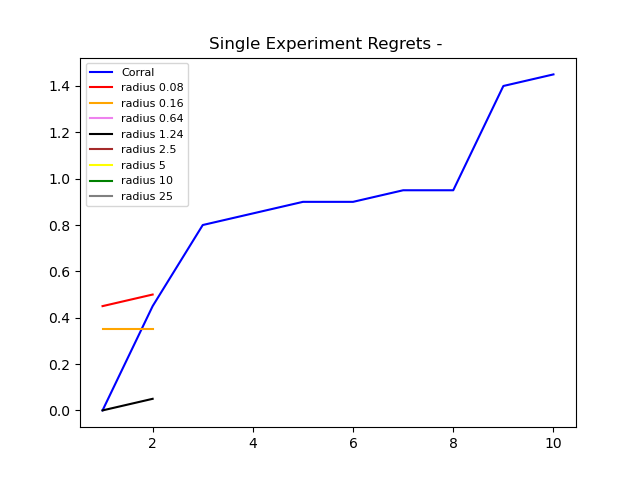 Single Experiment Regrets -
Corral
radius 0.08
radius 0.16
radius 0.64
radius 1.24
radius 2.5
radius 5
radius 10
radius 25
1.4
1.2
1.0
0.8
0.6
0.4
0.2
0.0
2 4 6 8 10